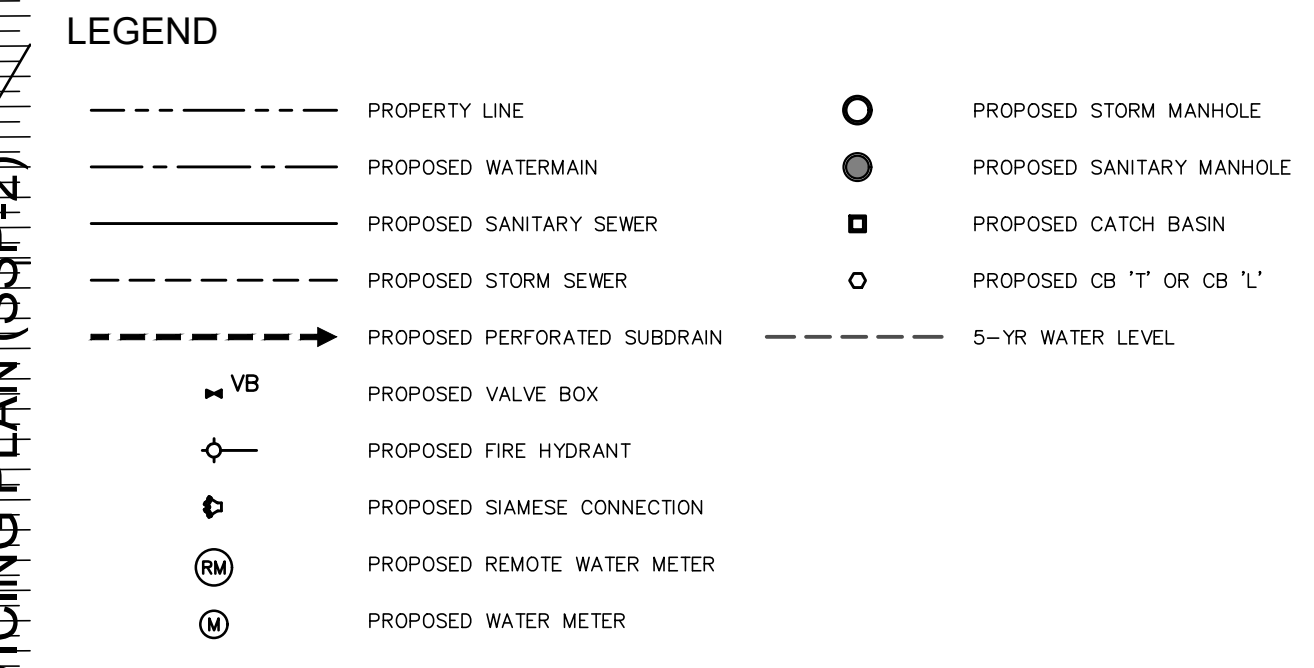 LEGEND
PROPERTY LINE
PROPOSED WATERMAIN
PROPOSED SANITARY SEWER
PROPOSED STORM SEWER
PROPOSED PERFORATED SUBDRAIN
VB PROPOSED VALVE BOX
PROPOSED FIRE HYDRANT
PROPOSED SIAMESE CONNECTION
RM PROPOSED REMOTE WATER METER
M PROPOSED WATER METER
PROPOSED STORM MANHOLE
PROPOSED SANITARY MANHOLE
PROPOSED CATCH BASIN
PROPOSED CB 'T' OR CB 'L'
5-YR WATER LEVEL